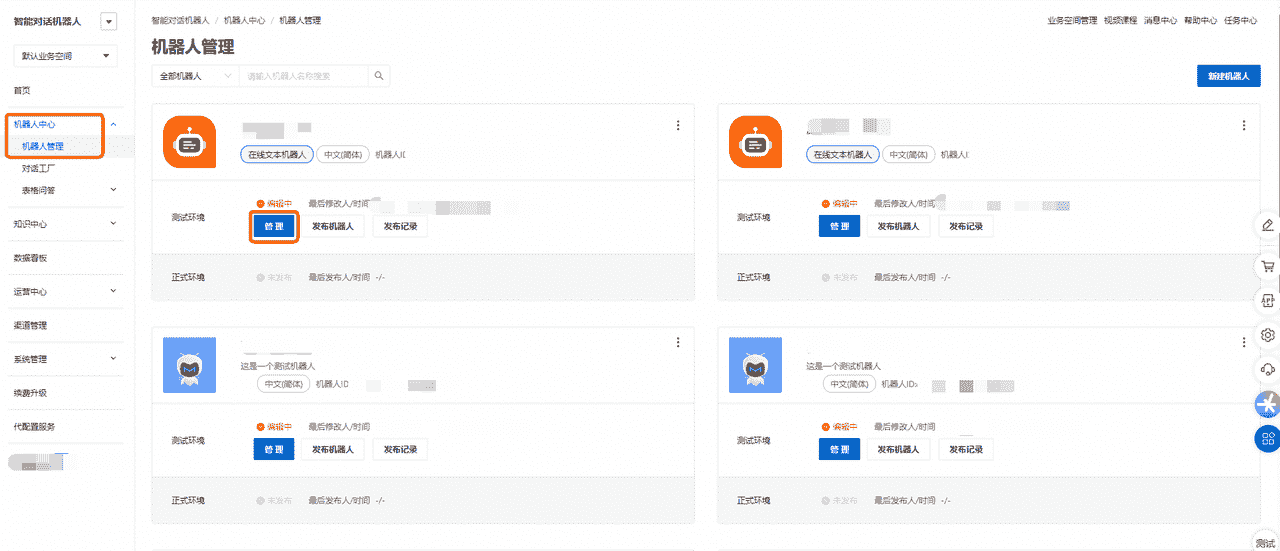 智能对话机器人
默认业务空间
首页
机器人中心
机器人管理
对话工厂
表格问答
知识中心
数据看板
运营中心
渠道管理
系统管理
续费升级
代配置服务
智能对话机器人 / 机器人中心 / 机器人管理
业务空间管理 视频课程 消息中心 帮助中心 任务中心
机器人管理
全部机器人 请输入机器人名称搜索
新建机器人
在线文本机器人 中文(简体) 机器人I
测试环境
编辑中 最后修改人/时间
管 理 发布机器人 发布记录
正式环境 未发布 最后发布人/时间 -/-
在线文本机器人 中文(简体) 机器人I
测试环境
编辑中 最后修改人/时间
管 理 发布机器人 发布记录
正式环境 未发布 最后发布人/时间 -/-
这是一个测试机器人
中文(简体) 机器人ID
测试环境
编辑中 最后修改人/时间
管 理 发布机器人 发布记录
正式环境 未发布 最后发布人/时间 -/-
这是一个测试机器人
中文(简体) 机器人ID:
测试环境
编辑中 最后修改人/时间
管 理 发布机器人 发布记录
正式环境 未发布 最后发布人/时间 -/-
测试